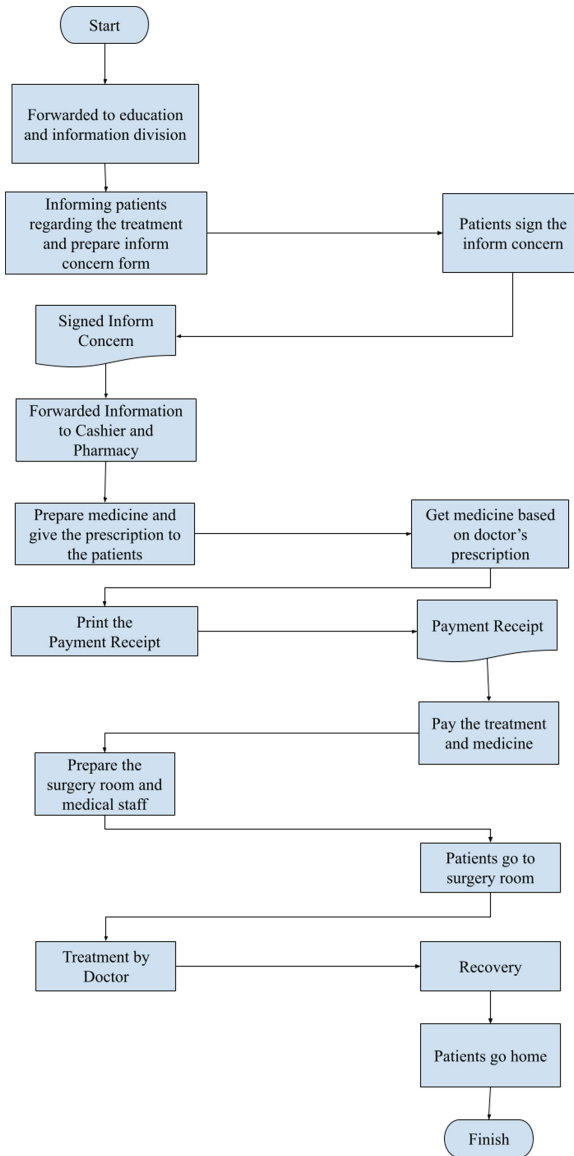 Start
Forwarded to education
and information division
Informing patients
regarding the treatment
and prepare inform
concern form
Patients sign the
inform concern
Signed Inform
Concern
Forwarded Information
to Cashier and
Pharmacy
Prepare medicine and
give the prescription to
the patients
Get medicine based
on doctor’s
prescription
Print the
Payment Receipt
Payment Receipt
Pay the treatment
and medicine
Prepare the
surgery room and
medical staff
Patients go to
surgery room
Treatment by
Doctor
Recovery
Patients go home
Finish